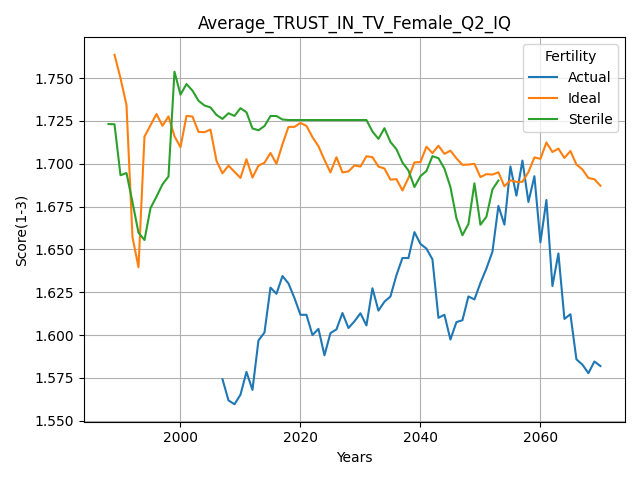 Average_TRUST_IN_TV_Female_Q2_IQ
Fertility
Actual
Ideal
Sterile
Score(1-3)
1.750
1.725
1.700
1.675
1.650
1.625
1.600
1.575
1.550
2000
2020
2040
2060
Years